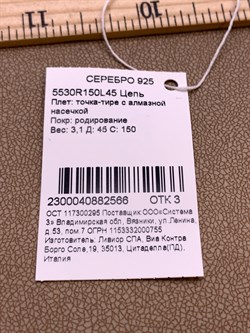 СЕРЕБРО 925
5530R150L45 Цепь
Плет: точка-тире с алмазной
насечкой
Покр: родирование
Вес: 3,1 Д: 45 С: 150
2300040882566 ОТК 3
ОСТ 117300295 Поставщик ООО«Система
3» Владимирская обл, Вязники, ул.Ленина,
д.53, пом.7 ОГРН 1153332000755
Изготовитель: Ливиор СПА, Виа Контра
Борго Соле,19, 35013, Цитаделла(ПД),
Италия